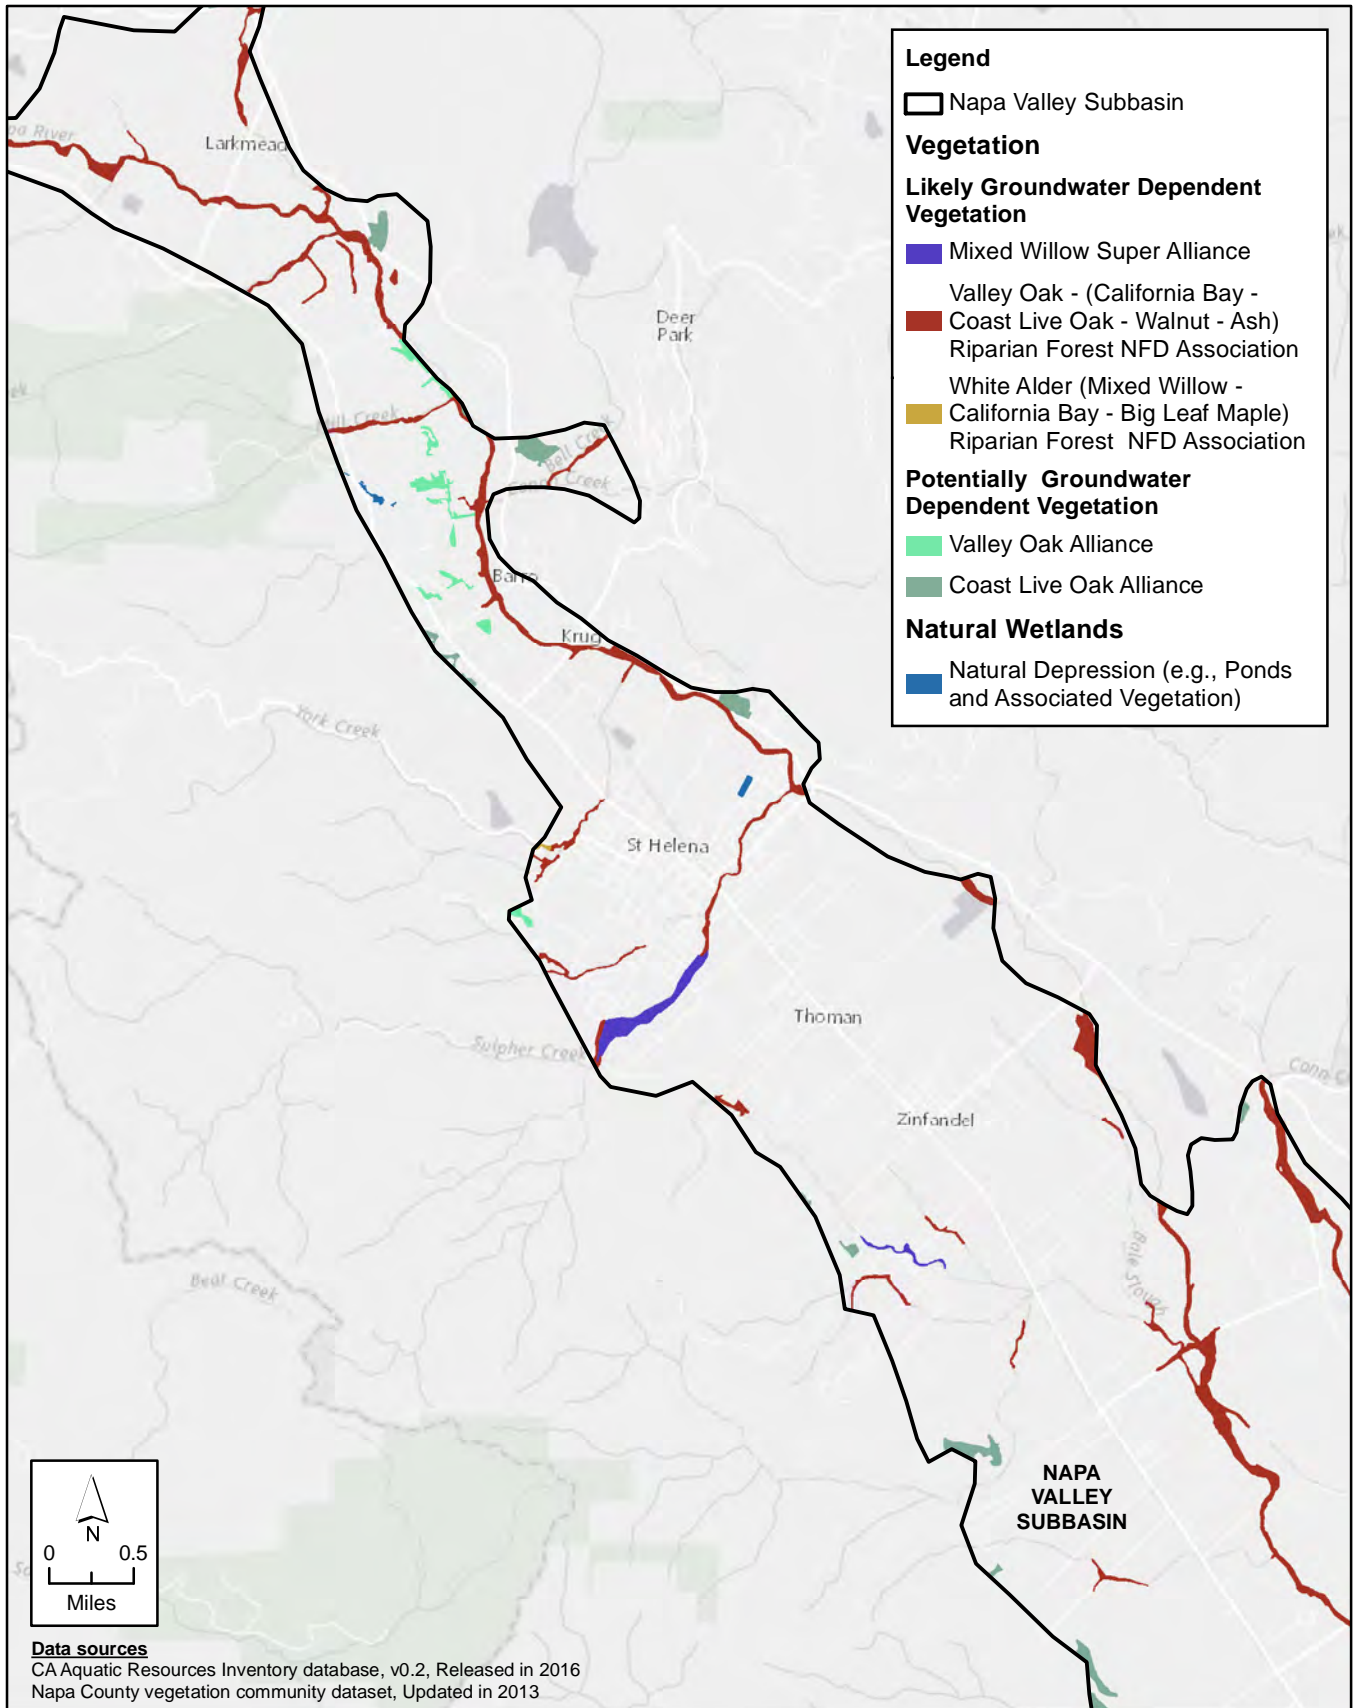 Legend
Napa Valley Subbasin
Vegetation
Likely Groundwater Dependent
Vegetation
Mixed Willow Super Alliance
Valley Oak - (California Bay -
Coast Live Oak - Walnut - Ash)
Riparian Forest NFD Association
White Alder (Mixed Willow -
California Bay - Big Leaf Maple)
Riparian Forest NFD Association
Potentially Groundwater
Dependent Vegetation
Valley Oak Alliance
Coast Live Oak Alliance
Natural Wetlands
Natural Depression (e.g., Ponds
and Associated Vegetation)
River
Larkmead
Deer
Park
Creek
Bell Creek
Creek
Barro
Krug
York Creek
St Helena
Thoman
Sulpher Creek
Conn
Zinfandel
Bale Slough
Bear Creek
NAPA
VALLEY
SUBBASIN
N
0 0.5
Miles
Data sources
CA Aquatic Resources Inventory database, v0.2, Released in 2016
Napa County vegetation community dataset, Updated in 2013